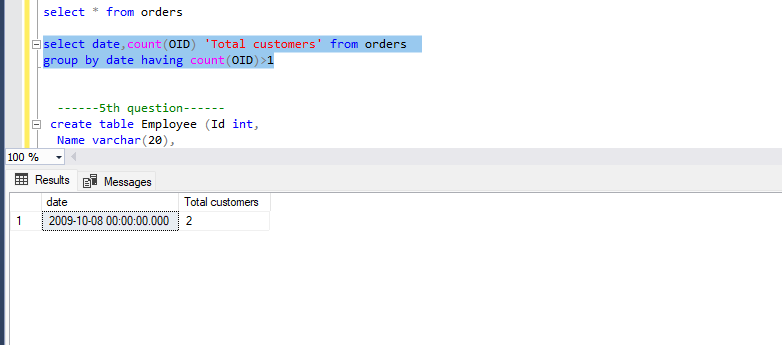 select * from orders
select date,count(OID) 'Total customers' from orders
group by date having count(OID)>1
------5th question------
create table Employee (Id int,
Name varchar(20),
100 %
Results Messages
date Total customers
1 2009-10-08 00:00:00.000 2